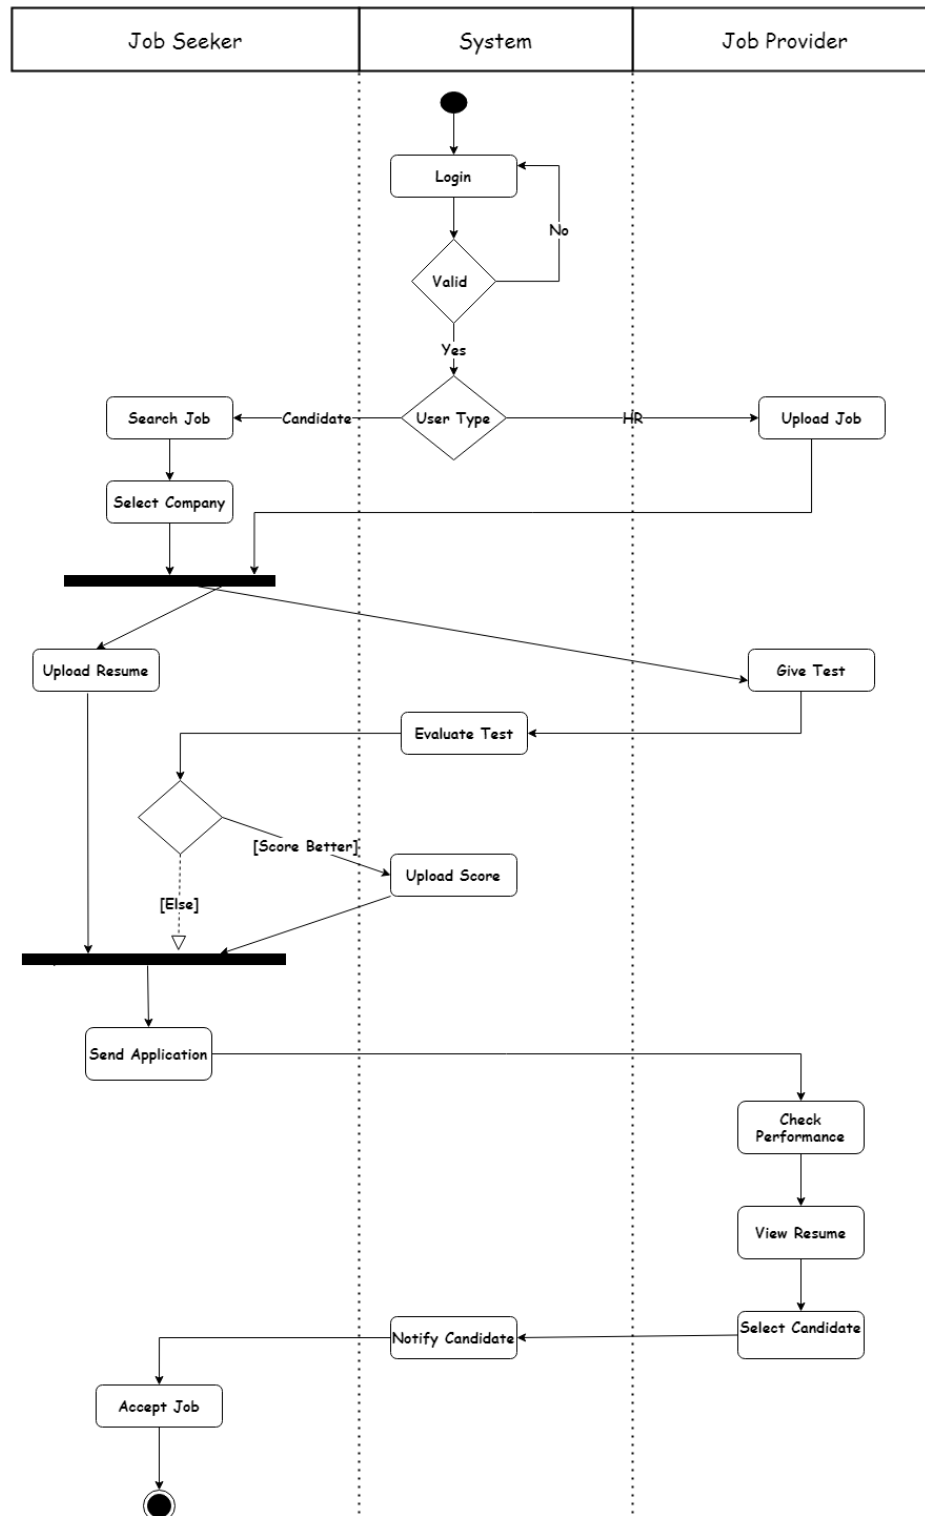 Job Seeker
System
Job Provider
Login
No
Valid
Yes
Search Job
Candidate
User Type
HR
Upload Job
Select Company
Upload Resume
Give Test
Evaluate Test
[Score Better]
Upload Score
[Else]
Send Application
Check
Performance
View Resume
Select Candidate
Notify Candidate
Accept Job